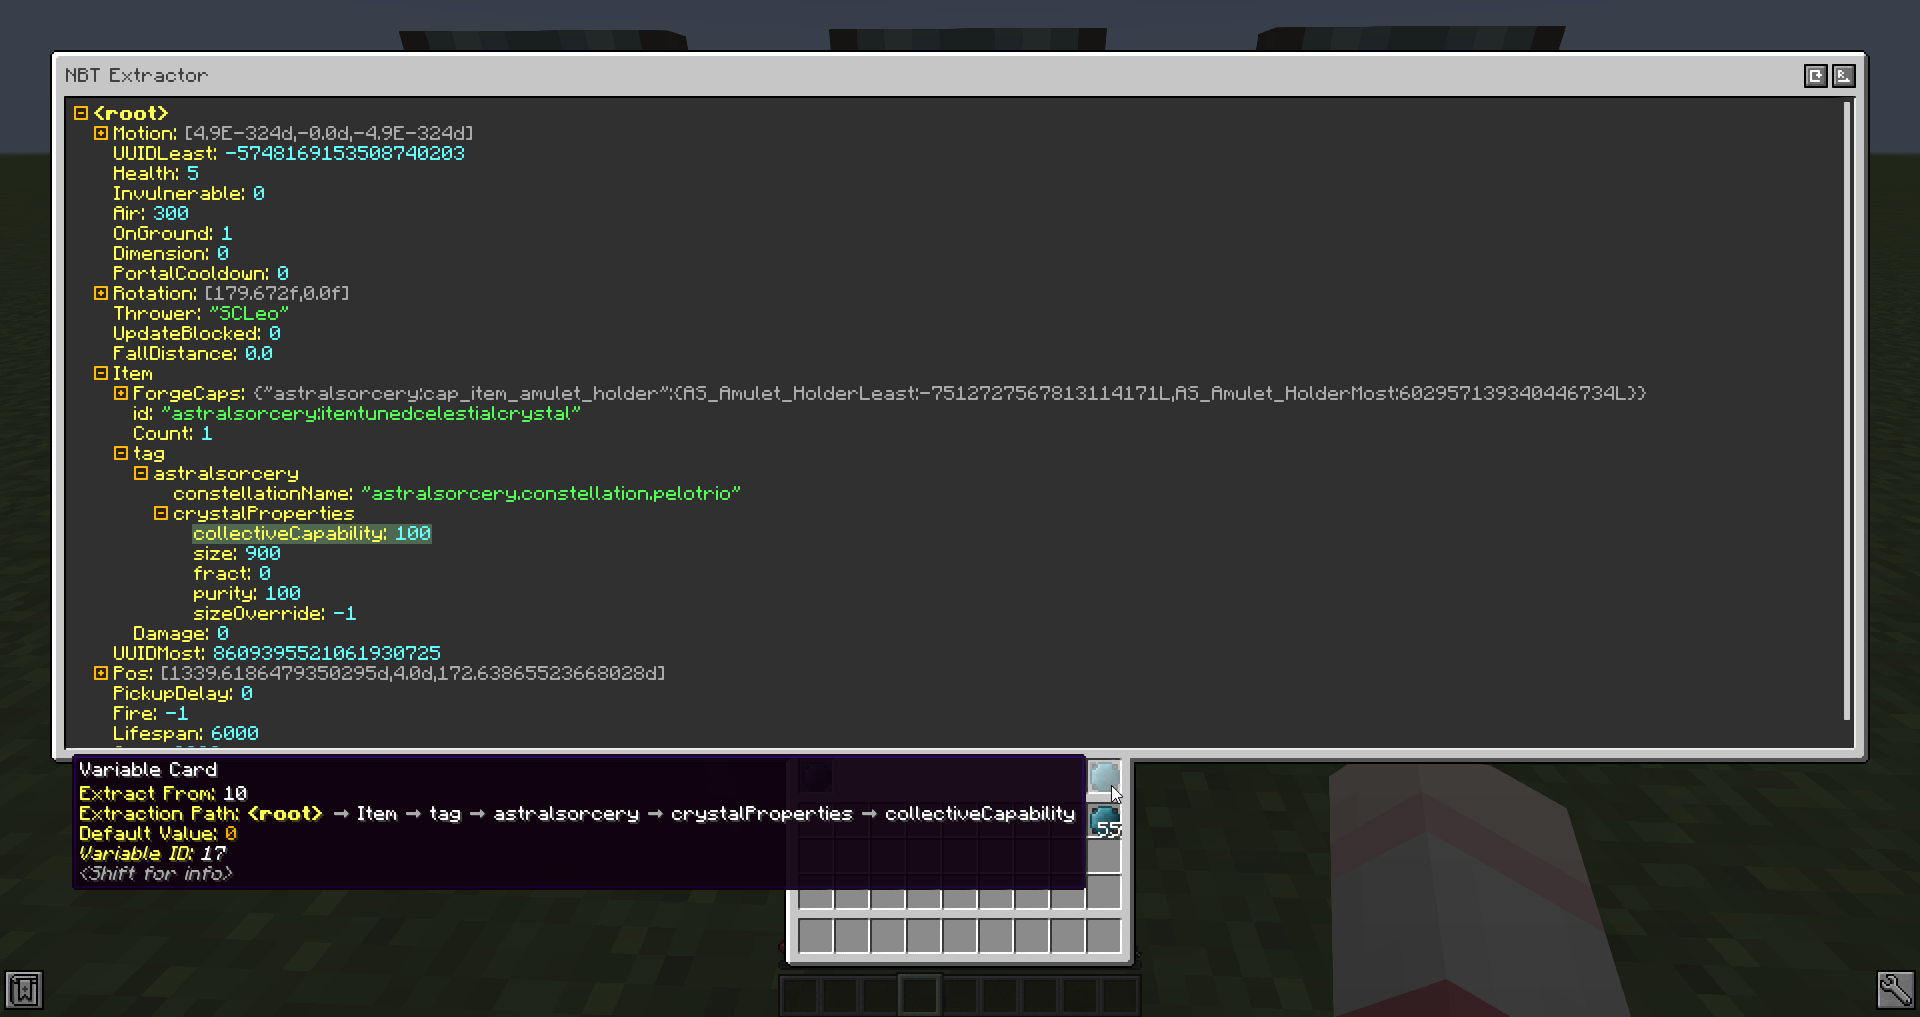 NBT Extractor
<root>
Motion: [4.9E-324d,-0.0d,-4.9E-324d]
UUIDLeast: -5748169153508740203
Health: 5
Invulnerable: 0
Air: 300
OnGround: 1
Dimension: 0
PortalCooldown: 0
Rotation: [179.672f,0.0f]
Thrower: "SCLeo"
UpdateBlocked: 0
FallDistance: 0.0
Item
ForgeCaps: {"astralsorcery:cap_item_amulet_holder":{AS_Amulet_HolderLeast:-7512727567813114171L,AS_Amulet_HolderMost:602957139340446734L}}
id: "astralsorcery:itemtunedcelestialcrystal"
Count: 1
tag
astralsorcery
constellationName: "astralsorcery.constellation.pelotrio"
crystalProperties
collectiveCapability: 100
size: 900
fract: 0
purity: 100
sizeOverride: -1
Damage: 0
UUIDMost: 8609395521061930725
Pos: [1339.6186479350295d,4.0d,172.63865523668028d]
PickupDelay: 0
Fire: -1
Lifespan: 6000
Variable Card
Extract From: 10
Extraction Path: <root> → Item → tag → astralsorcery → crystalProperties → collectiveCapability
Default Value: 0
Variable ID: 17
<Shift for info>
55